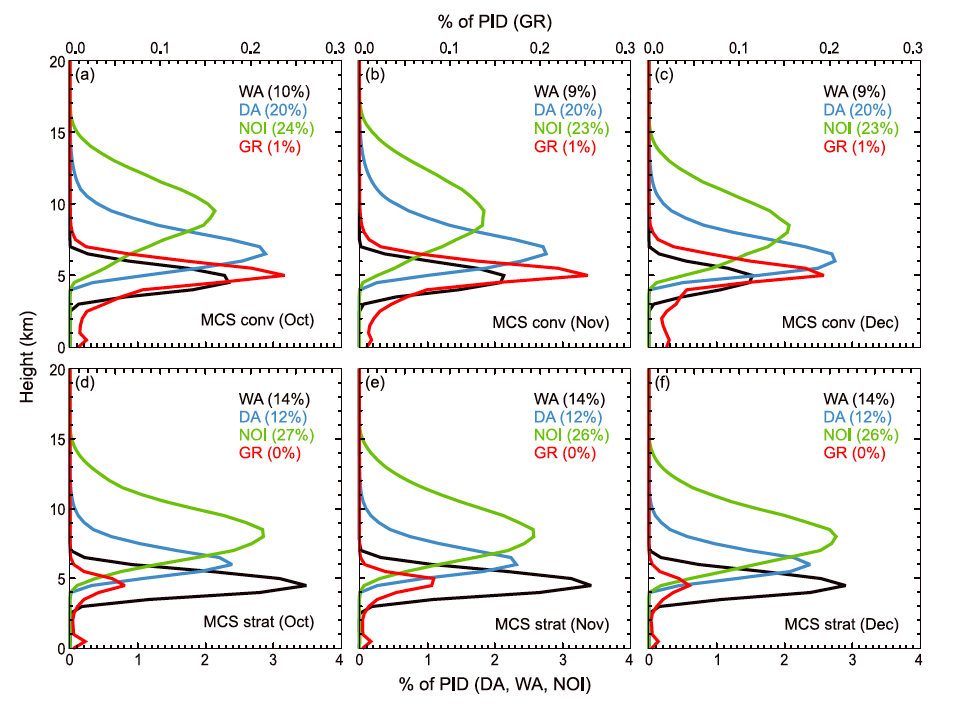 % of PID (GR)
0.0 0.1 0.2 0.3 0.0 0.1 0.2 0.3 0.0 0.1 0.2 0.3
20 (a) (b) (c)
WA (10%) WA (9%) WA (9%)
DA (20%) DA (20%) DA (20%)
15 NOI (24%) NOI (23%) NOI (23%)
GR (1%) GR (1%) GR (1%)
10
5
MCS conv (Oct) MCS conv (Nov) MCS conv (Dec)
0
Height (km)
20 (d) (e) (f)
WA (14%) WA (14%) WA (14%)
DA (12%) DA (12%) DA (12%)
15 NOI (27%) NOI (26%) NOI (26%)
GR (0%) GR (0%) GR (0%)
10
5
MCS strat (Oct) MCS strat (Nov) MCS strat (Dec)
0
0 1 2 3 4 1 2 3 4 0 1 2 3 4
% of PID (DA, WA, NOI)